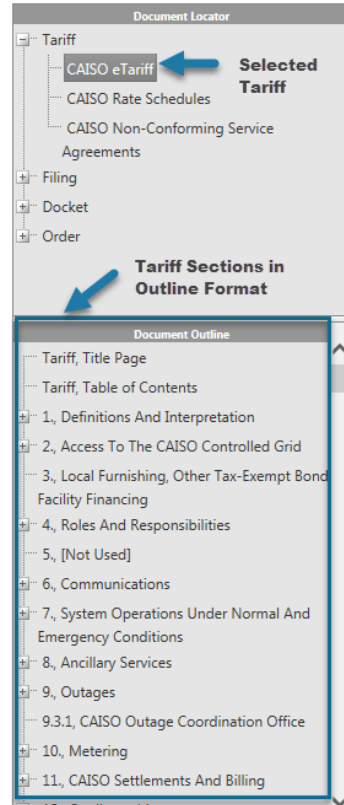 Document Locator
Tariff
CAISO eTariff
Selected
Tariff
CAISO Rate Schedules
CAISO Non-Conforming Service
Agreements
Filing
Docket
Order
Tariff Sections in
Outline Format
Document Outline
Tariff, Title Page
Tariff, Table of Contents
1., Definitions And Interpretation
2., Access To The CAISO Controlled Grid
3., Local Furnishing, Other Tax-Exempt Bond
Facility Financing
4., Roles And Responsibilities
5., [Not Used]
6., Communications
7., System Operations Under Normal And
Emergency Conditions
8., Ancillary Services
9., Outages
9.3.1, CAISO Outage Coordination Office
10., Metering
11., CAISO Settlements And Billing